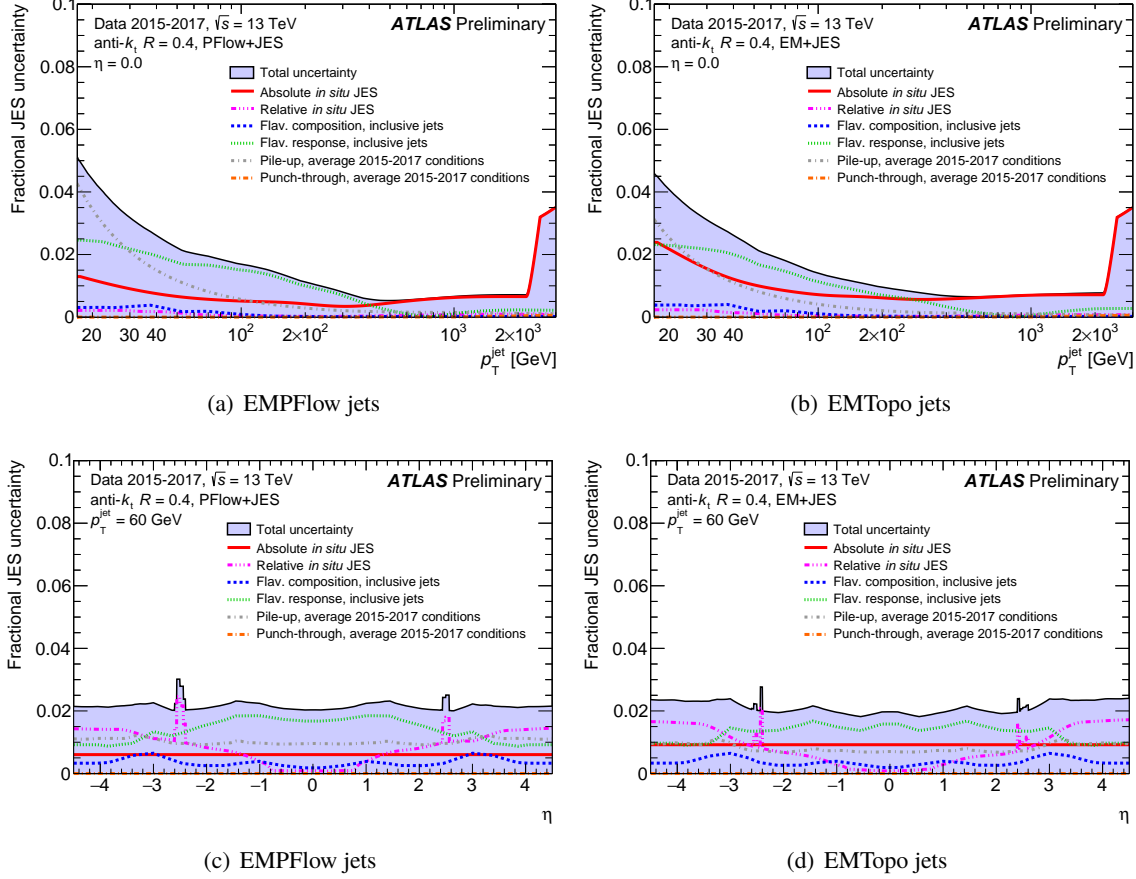 Data 2015-2017, √s = 13 TeV
ATLAS Preliminary
anti-kt R = 0.4, PFlow+JES
η = 0.0
Total uncertainty
Absolute in situ JES
Relative in situ JES
Flav. composition, inclusive jets
Flav. response, inclusive jets
Pile-up, average 2015-2017 conditions
Punch-through, average 2015-2017 conditions
Fractional JES uncertainty
0.1
0.08
0.06
0.04
0.02
0
20 30 40 10² 2×10² 10³ 2×10³
pT^jet [GeV]
(a) EMPFlow jets
Data 2015-2017, √s = 13 TeV
ATLAS Preliminary
anti-kt R = 0.4, EM+JES
η = 0.0
Total uncertainty
Absolute in situ JES
Relative in situ JES
Flav. composition, inclusive jets
Flav. response, inclusive jets
Pile-up, average 2015-2017 conditions
Punch-through, average 2015-2017 conditions
Fractional JES uncertainty
0.1
0.08
0.06
0.04
0.02
0
20 30 40 10² 2×10² 10³ 2×10³
pT^jet [GeV]
(b) EMTopo jets
Data 2015-2017, √s = 13 TeV
ATLAS Preliminary
anti-kt R = 0.4, PFlow+JES
pT^jet = 60 GeV
Total uncertainty
Absolute in situ JES
Relative in situ JES
Flav. composition, inclusive jets
Flav. response, inclusive jets
Pile-up, average 2015-2017 conditions
Punch-through, average 2015-2017 conditions
Fractional JES uncertainty
0.1
0.08
0.06
0.04
0.02
0
−4 −3 −2 −1 0 1 2 3 4
η
(c) EMPFlow jets
Data 2015-2017, √s = 13 TeV
ATLAS Preliminary
anti-kt R = 0.4, EM+JES
pT^jet = 60 GeV
Total uncertainty
Absolute in situ JES
Relative in situ JES
Flav. composition, inclusive jets
Flav. response, inclusive jets
Pile-up, average 2015-2017 conditions
Punch-through, average 2015-2017 conditions
Fractional JES uncertainty
0.1
0.08
0.06
0.04
0.02
0
−4 −3 −2 −1 0 1 2 3 4
η
(d) EMTopo jets